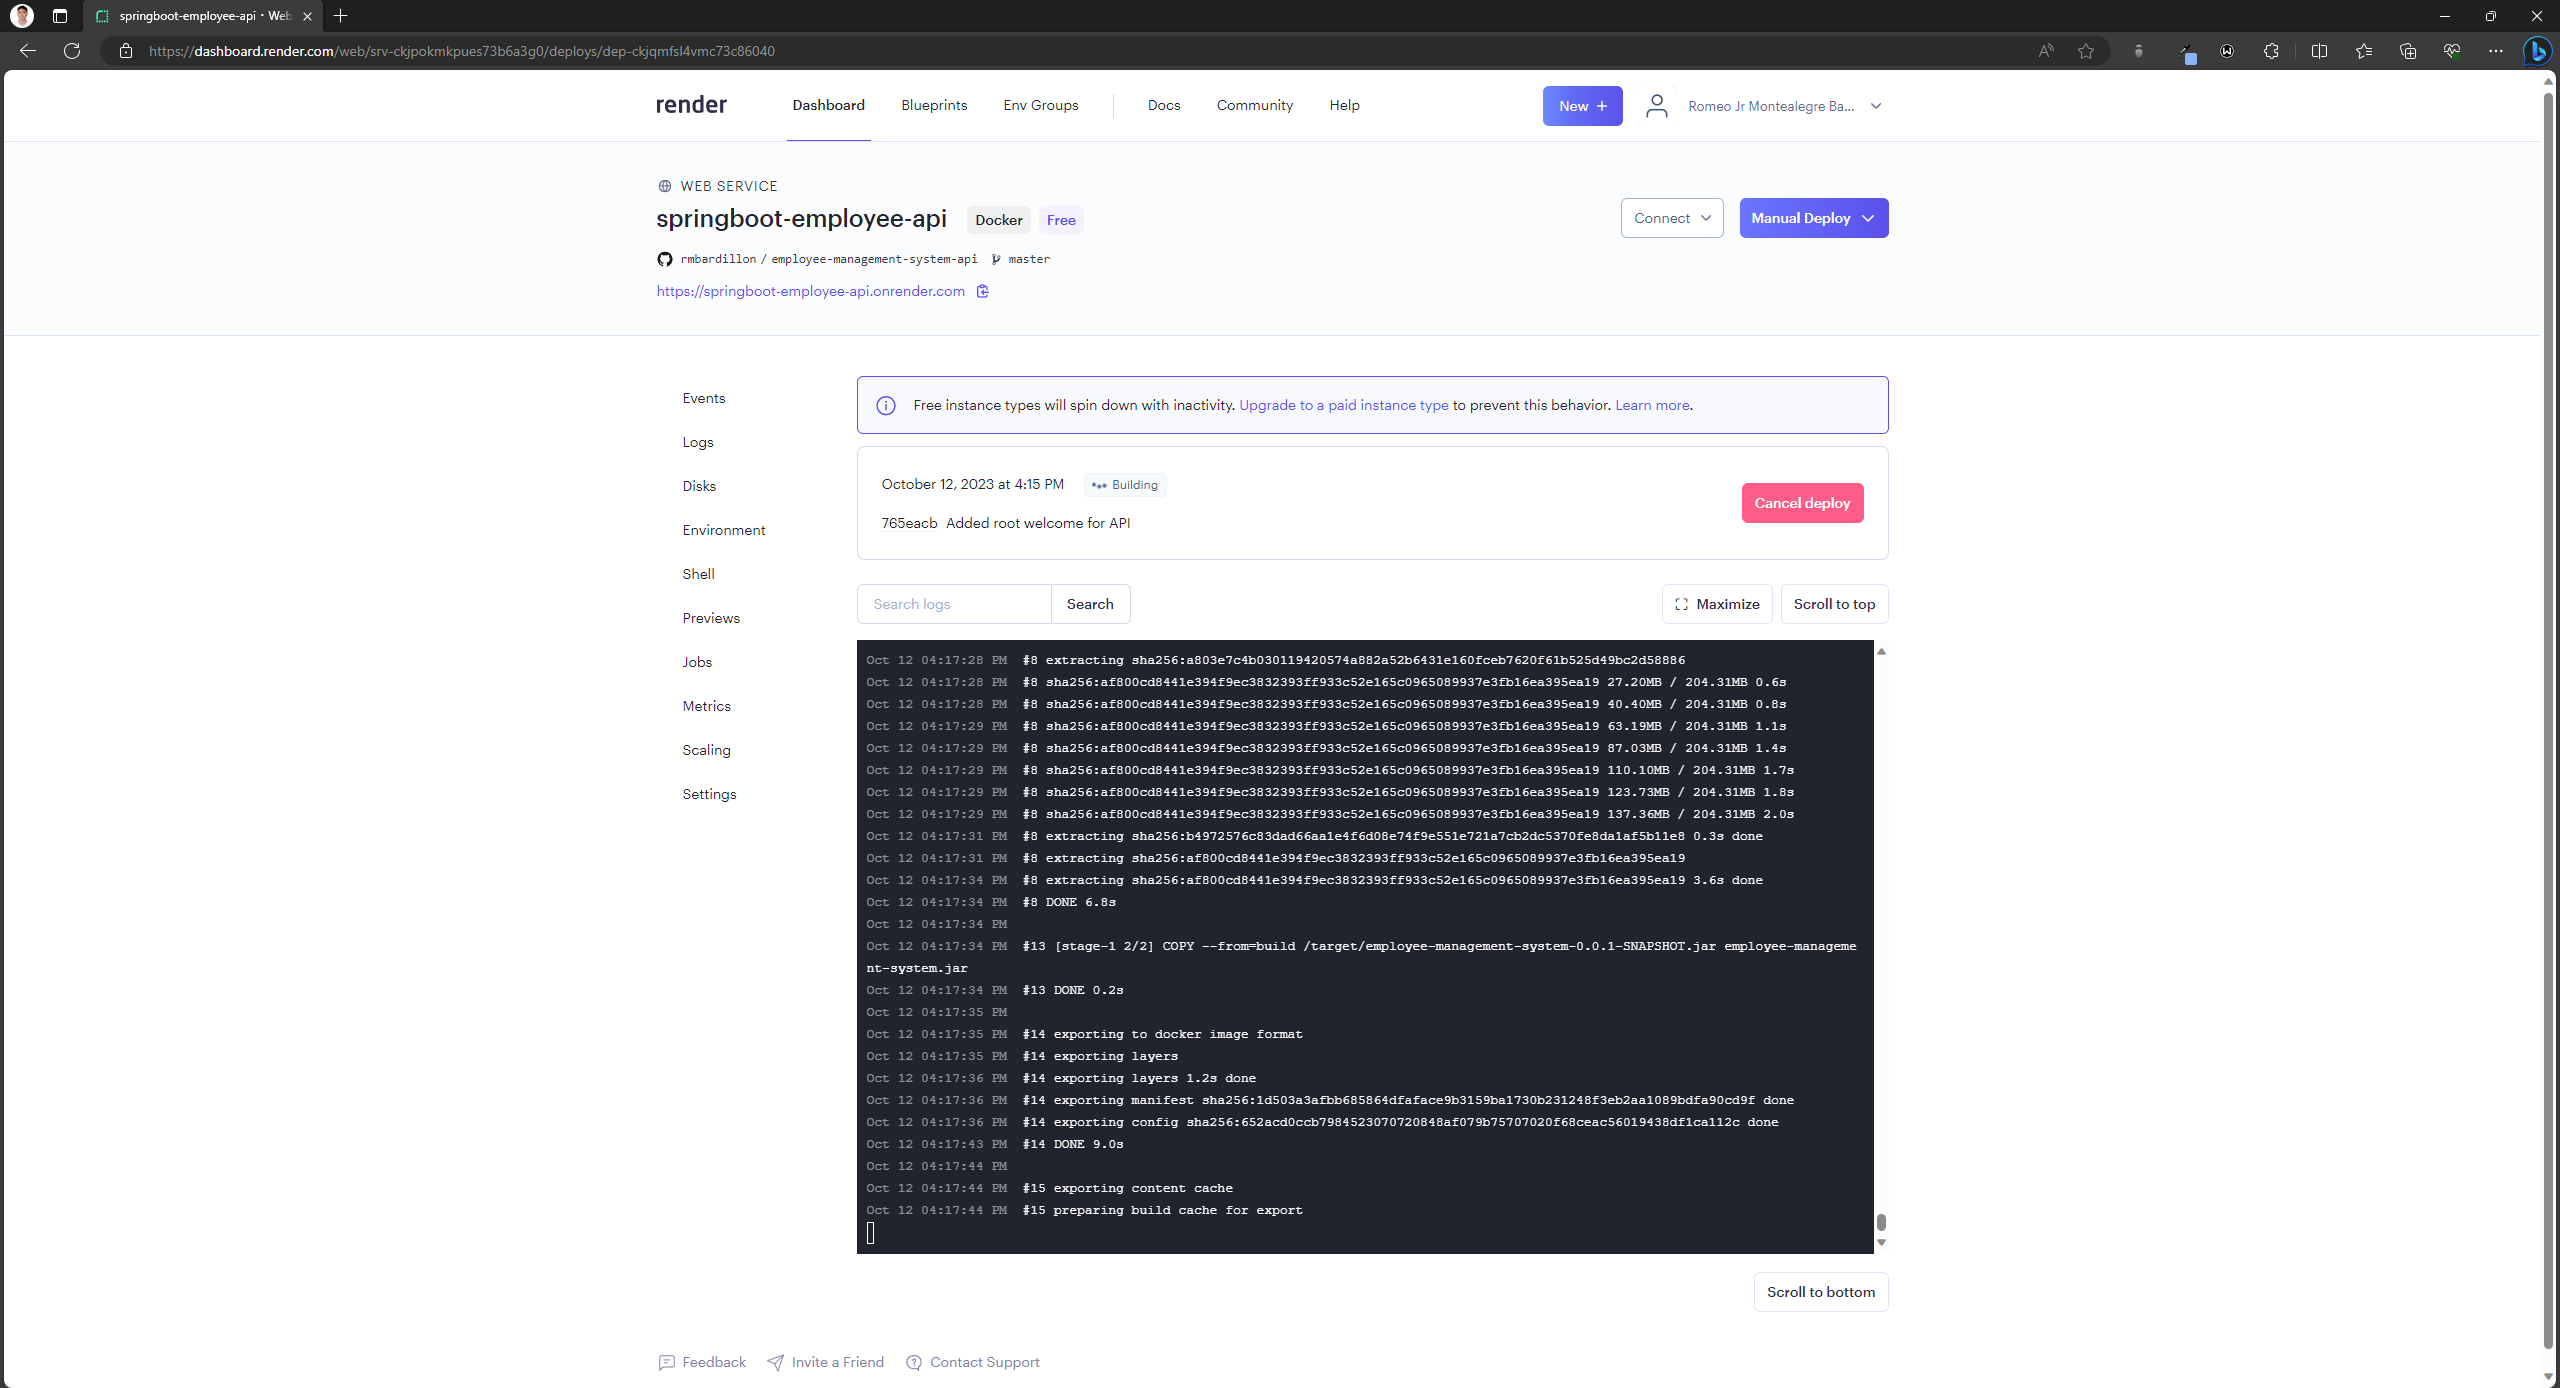 springboot-employee-api · Web
https://dashboard.render.com/web/srv-ckjpokmkpues73b6a3g0/deploys/dep-ckjqmfsl4vmc73c86040
render
Dashboard
Blueprints
Env Groups
Docs
Community
Help
New +
Romeo Jr Montealegre Ba...
WEB SERVICE
springboot-employee-api Docker Free
Connect
Manual Deploy
rmbardillon / employee-management-system-api master
https://springboot-employee-api.onrender.com
Events
Logs
Disks
Environment
Shell
Previews
Jobs
Metrics
Scaling
Settings
Free instance types will spin down with inactivity. Upgrade to a paid instance type to prevent this behavior. Learn more.
October 12, 2023 at 4:15 PM Building
765eacb Added root welcome for API
Cancel deploy
Search logs
Search
Maximize
Scroll to top
Oct 12 04:17:28 PM #8 extracting sha256:a803e7c4b030119420574a882a52b6431e160fceb7620f61b525d49bc2d58886
Oct 12 04:17:28 PM #8 sha256:af800cd8441e394f9ec3832393ff933c52e165c0965089937e3fb16ea395ea19 27.20MB / 204.31MB 0.6s
Oct 12 04:17:28 PM #8 sha256:af800cd8441e394f9ec3832393ff933c52e165c0965089937e3fb16ea395ea19 40.40MB / 204.31MB 0.8s
Oct 12 04:17:29 PM #8 sha256:af800cd8441e394f9ec3832393ff933c52e165c0965089937e3fb16ea395ea19 63.19MB / 204.31MB 1.1s
Oct 12 04:17:29 PM #8 sha256:af800cd8441e394f9ec3832393ff933c52e165c0965089937e3fb16ea395ea19 87.03MB / 204.31MB 1.4s
Oct 12 04:17:29 PM #8 sha256:af800cd8441e394f9ec3832393ff933c52e165c0965089937e3fb16ea395ea19 110.10MB / 204.31MB 1.7s
Oct 12 04:17:29 PM #8 sha256:af800cd8441e394f9ec3832393ff933c52e165c0965089937e3fb16ea395ea19 123.73MB / 204.31MB 1.8s
Oct 12 04:17:29 PM #8 sha256:af800cd8441e394f9ec3832393ff933c52e165c0965089937e3fb16ea395ea19 137.36MB / 204.31MB 2.0s
Oct 12 04:17:31 PM #8 extracting sha256:b4972576c83dad66aa1e4f6d08e74f9e551e721a7cb2dc5370fe8da1af5b11e8 0.3s done
Oct 12 04:17:31 PM #8 extracting sha256:af800cd8441e394f9ec3832393ff933c52e165c0965089937e3fb16ea395ea19
Oct 12 04:17:34 PM #8 extracting sha256:af800cd8441e394f9ec3832393ff933c52e165c0965089937e3fb16ea395ea19 3.6s done
Oct 12 04:17:34 PM #8 DONE 6.8s
Oct 12 04:17:34 PM
Oct 12 04:17:34 PM #13 [stage-1 2/2] COPY --from=build /target/employee-management-system-0.0.1-SNAPSHOT.jar employee-manageme
nt-system.jar
Oct 12 04:17:34 PM #13 DONE 0.2s
Oct 12 04:17:35 PM
Oct 12 04:17:35 PM #14 exporting to docker image format
Oct 12 04:17:35 PM #14 exporting layers
Oct 12 04:17:36 PM #14 exporting layers 1.2s done
Oct 12 04:17:36 PM #14 exporting manifest sha256:1d503a3afbb685864dfaface9b3159ba1730b231248f3eb2aa1089bdfa90cd9f done
Oct 12 04:17:36 PM #14 exporting config sha256:652acd0ccb7984523070720848af079b75707020f68ceac56019438df1ca112c done
Oct 12 04:17:43 PM #14 DONE 9.0s
Oct 12 04:17:44 PM
Oct 12 04:17:44 PM #15 exporting content cache
Oct 12 04:17:44 PM #15 preparing build cache for export
Scroll to bottom
Feedback
Invite a Friend
Contact Support